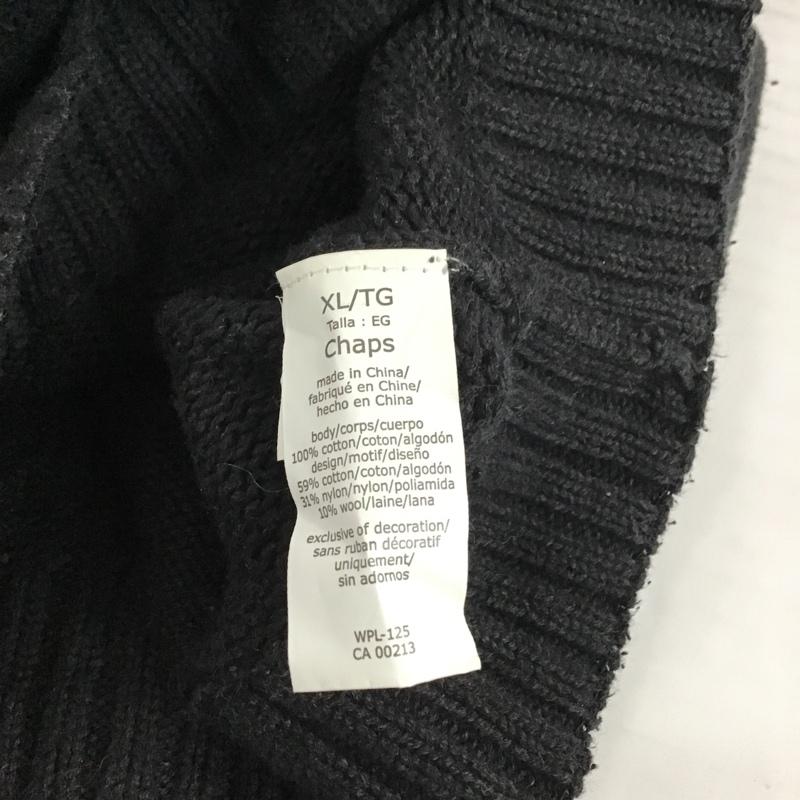 XL/TG
Talla : EG
Chaps
made in China/
fabriqué en Chine/
hecho en China
body/corps/cuerpo
100% cotton/coton/algodón
design/motif/diseño
59% cotton/coton/algodón
31% nylon/nylon/poliamida
10% wool/laine/lana
exclusive of decoration/
sans ruban décoratif
uniquement/
sin adornos
WPL-125
CA 00213